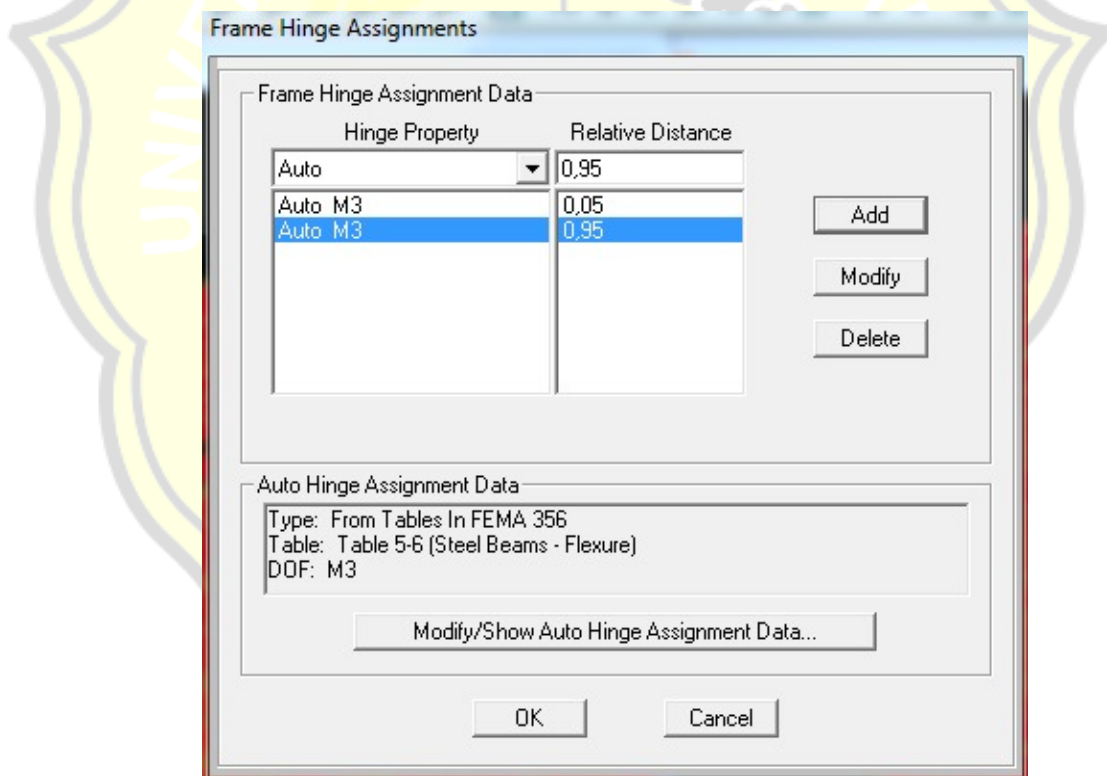 Frame Hinge Assignments
Frame Hinge Assignment Data
Hinge Property Relative Distance
Auto 0,95
Auto M3 0,05
Auto M3 0,95
Add
Modify
Delete
Auto Hinge Assignment Data
Type: From Tables In FEMA 356
Table: Table 5-6 (Steel Beams - Flexure)
DOF: M3
Modify/Show Auto Hinge Assignment Data...
OK Cancel